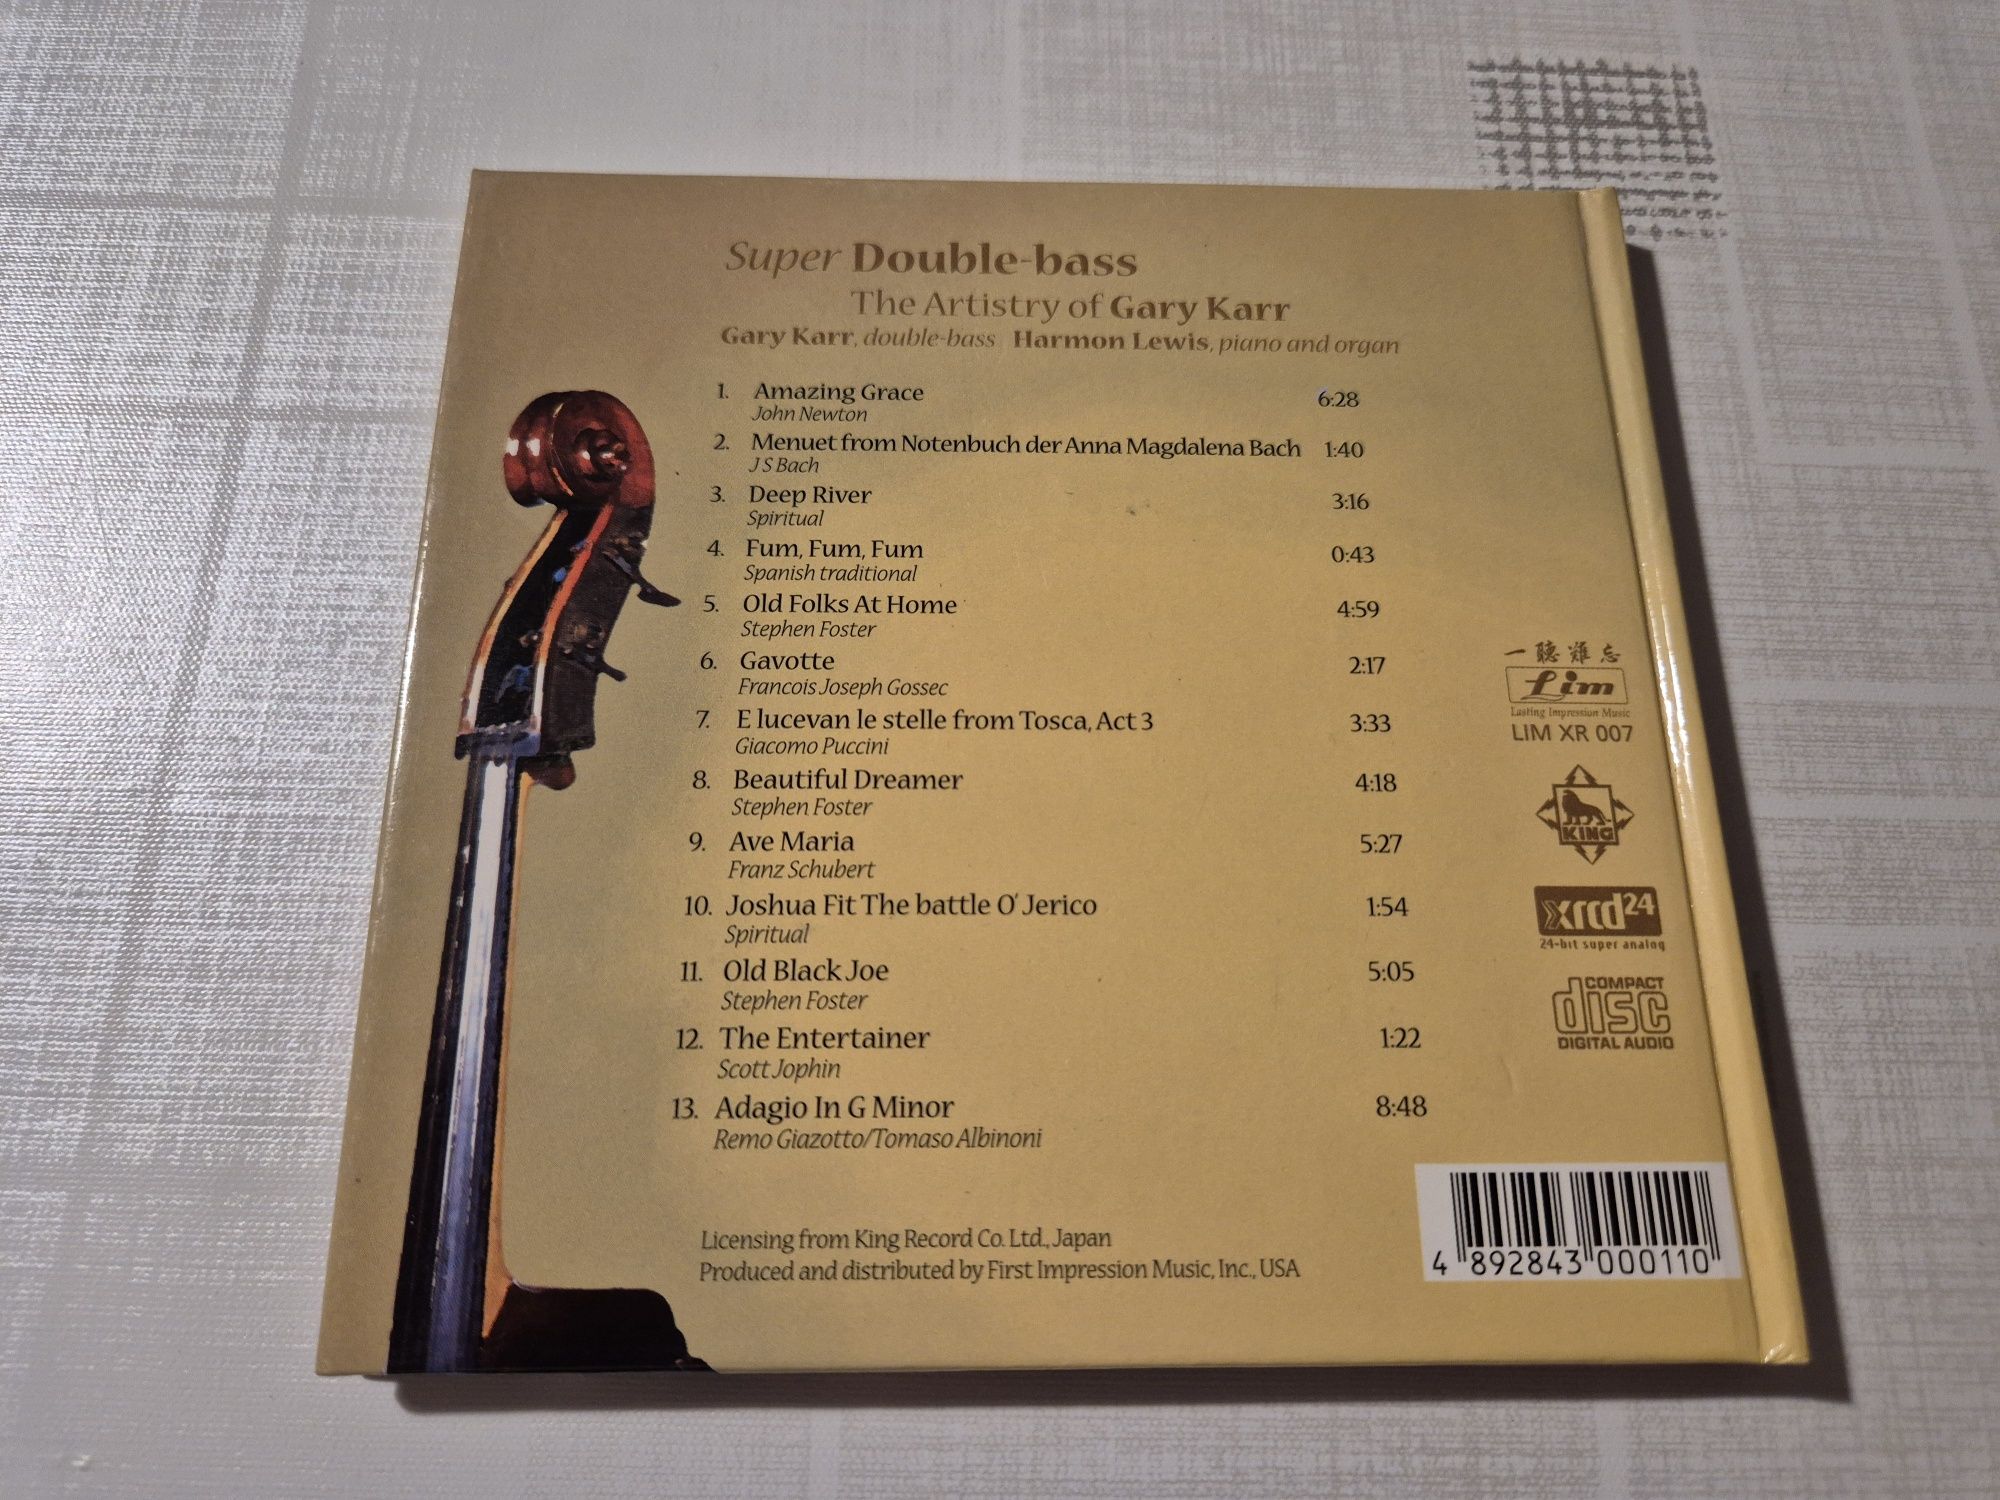 Super Double-bass
The Artistry of Gary Karr
Gary Karr, double-bass Harmon Lewis, piano and organ
1. Amazing Grace 6:28
John Newton
2. Menuet from Notenbuch der Anna Magdalena Bach 1:40
J S Bach
3. Deep River 3:16
Spiritual
4. Fum, Fum, Fum 0:43
Spanish traditional
5. Old Folks At Home 4:59
Stephen Foster
6. Gavotte 2:17
Francois Joseph Gossec
7. E lucevan le stelle from Tosca, Act 3 3:33
Giacomo Puccini
8. Beautiful Dreamer 4:18
Stephen Foster
9. Ave Maria 5:27
Franz Schubert
10. Joshua Fit The battle O' Jerico 1:54
Spiritual
11. Old Black Joe 5:05
Stephen Foster
12. The Entertainer 1:22
Scott Jophin
13. Adagio In G Minor 8:48
Remo Giazotto/Tomaso Albinoni
Licensing from King Record Co. Ltd., Japan
Produced and distributed by First Impression Music, Inc., USA
一聽難忘
Lim
Lasting Impression Music
LIM XR 007
KING
xrcd24
24-bit super analog
COMPACT
disc
DIGITAL AUDIO
4 892843 000110